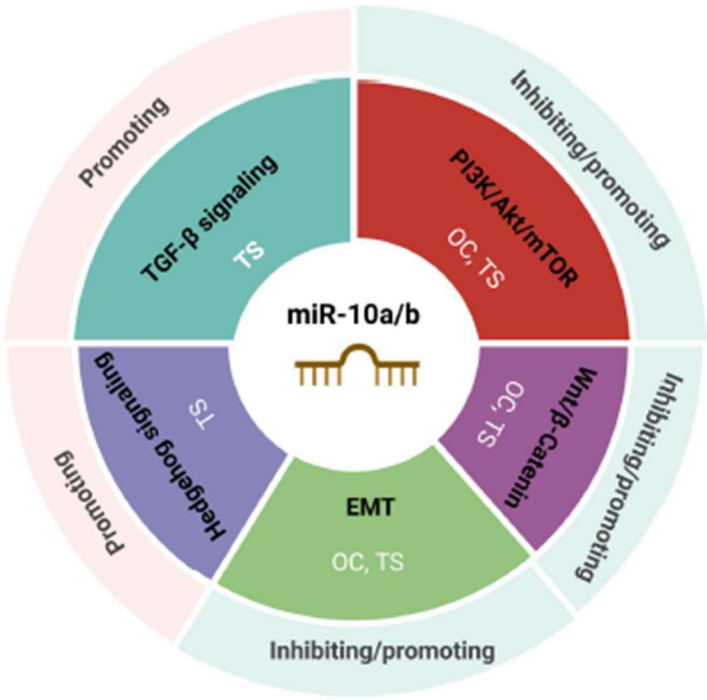 Promoting
TGF-β signaling
TS
Inhibiting/promoting
PI3K/Akt/mTOR
OC, TS
miR-10a/b
Promoting
Hedgehog signaling
TS
Inhibiting/promoting
Wnt/β-Catenin
OC, TS
EMT
OC, TS
Inhibiting/promoting